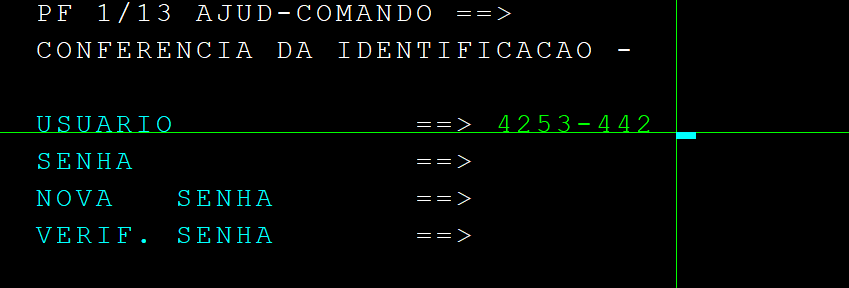 PF 1/13 AJUD-COMANDO ==>
CONFERENCIA DA IDENTIFICACAO -
USUARIO ==> 4253-442
SENHA ==>
NOVA SENHA ==>
VERIF. SENHA ==>